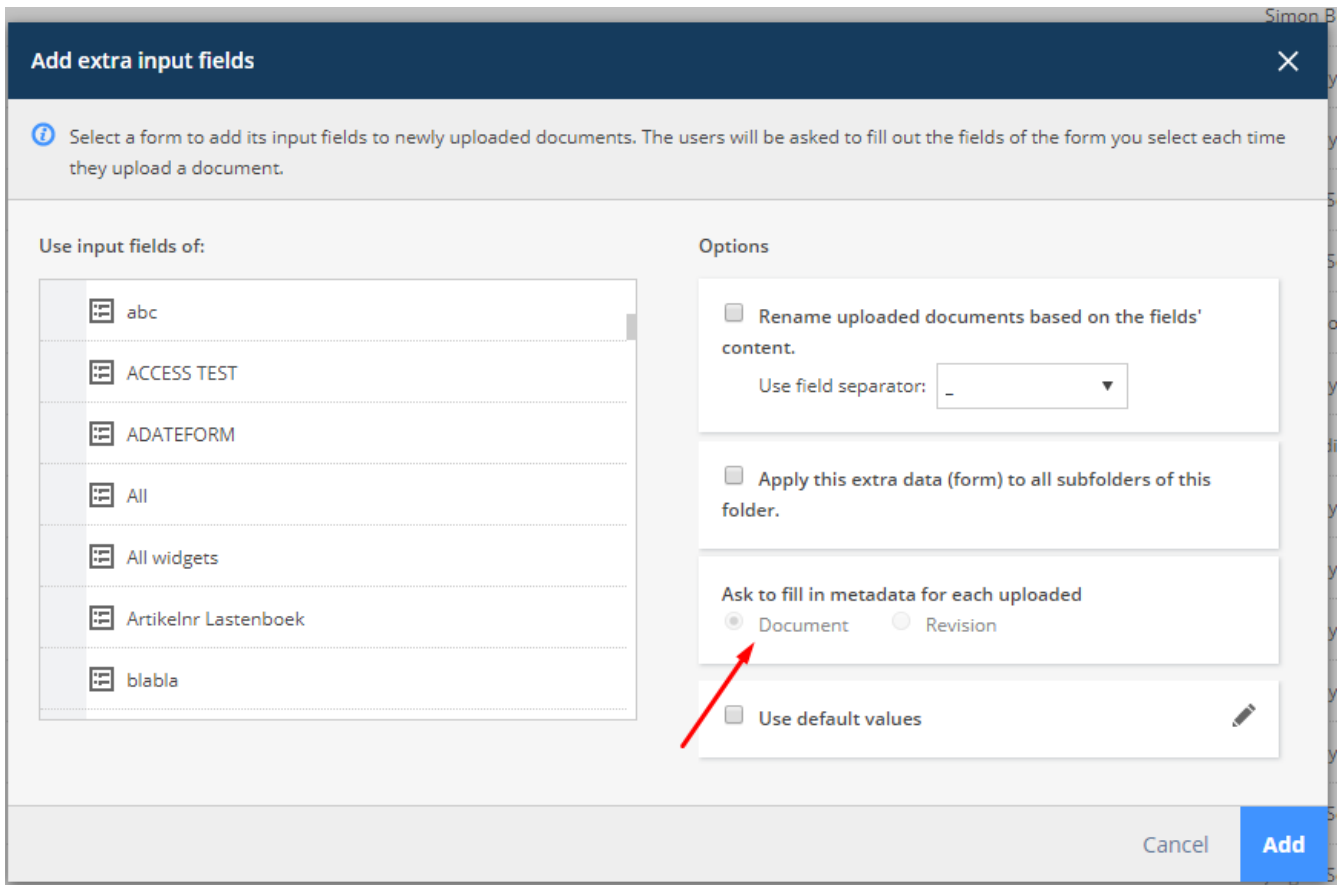 Simon B
Add extra input fields
Select a form to add its input fields to newly uploaded documents. The users will be asked to fill out the fields of the form you select each time
they upload a document.
Use input fields of:
abc
ACCESS TEST
ADATEFORM
All
All widgets
Artikelnr Lastenboek
blabla
Options
Rename uploaded documents based on the fields'
content.
Use field separator: _
Apply this extra data (form) to all subfolders of this
folder.
Ask to fill in metadata for each uploaded
Document Revision
Use default values
Cancel Add